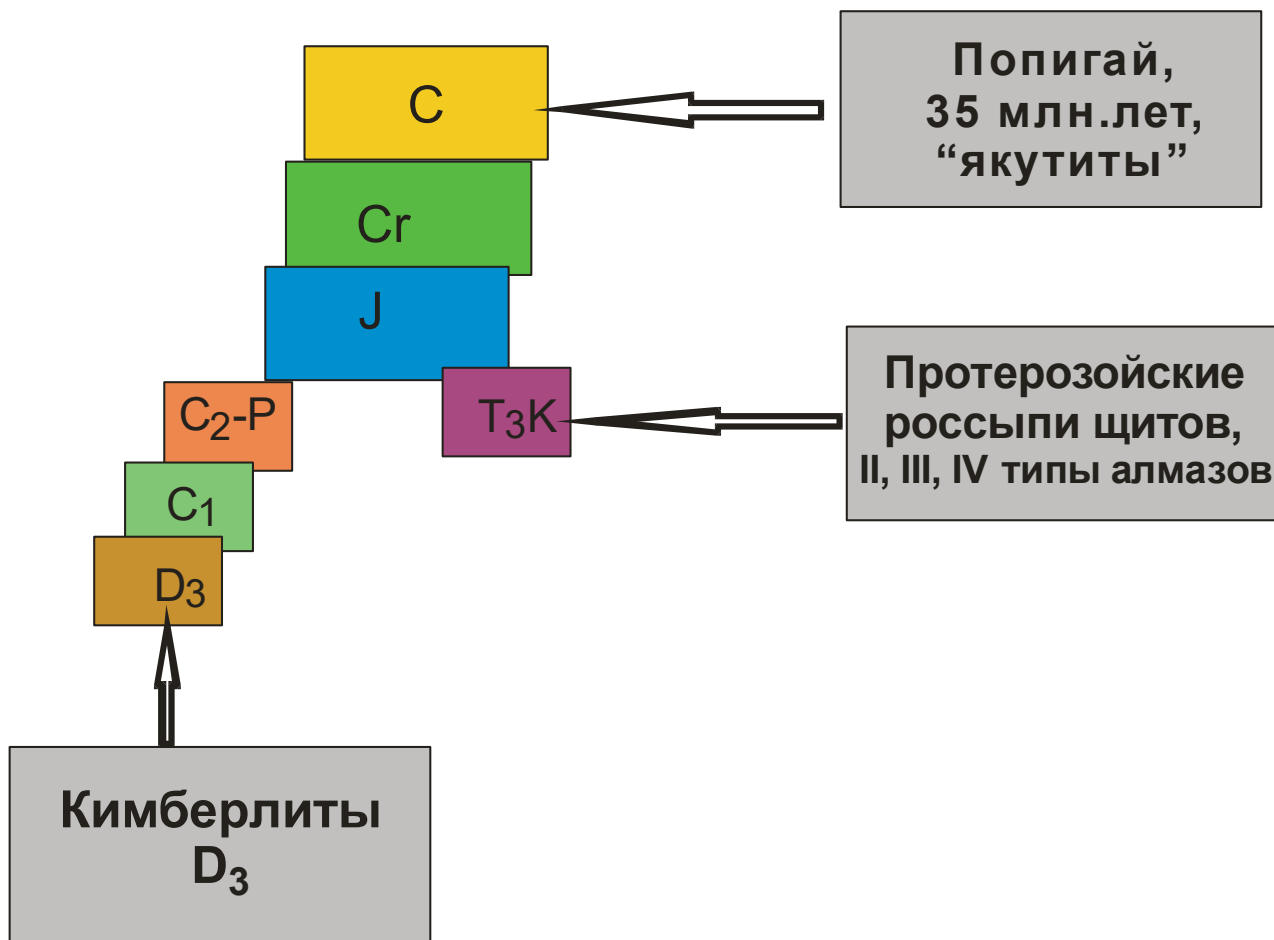 C
Попигай,
35 млн.лет,
“якутиты”
Cr
J
C2-P
T3K
Протерозойские
россыпи щитов,
II, III, IV типы алмазов
C1
D3
Кимберлиты
D3